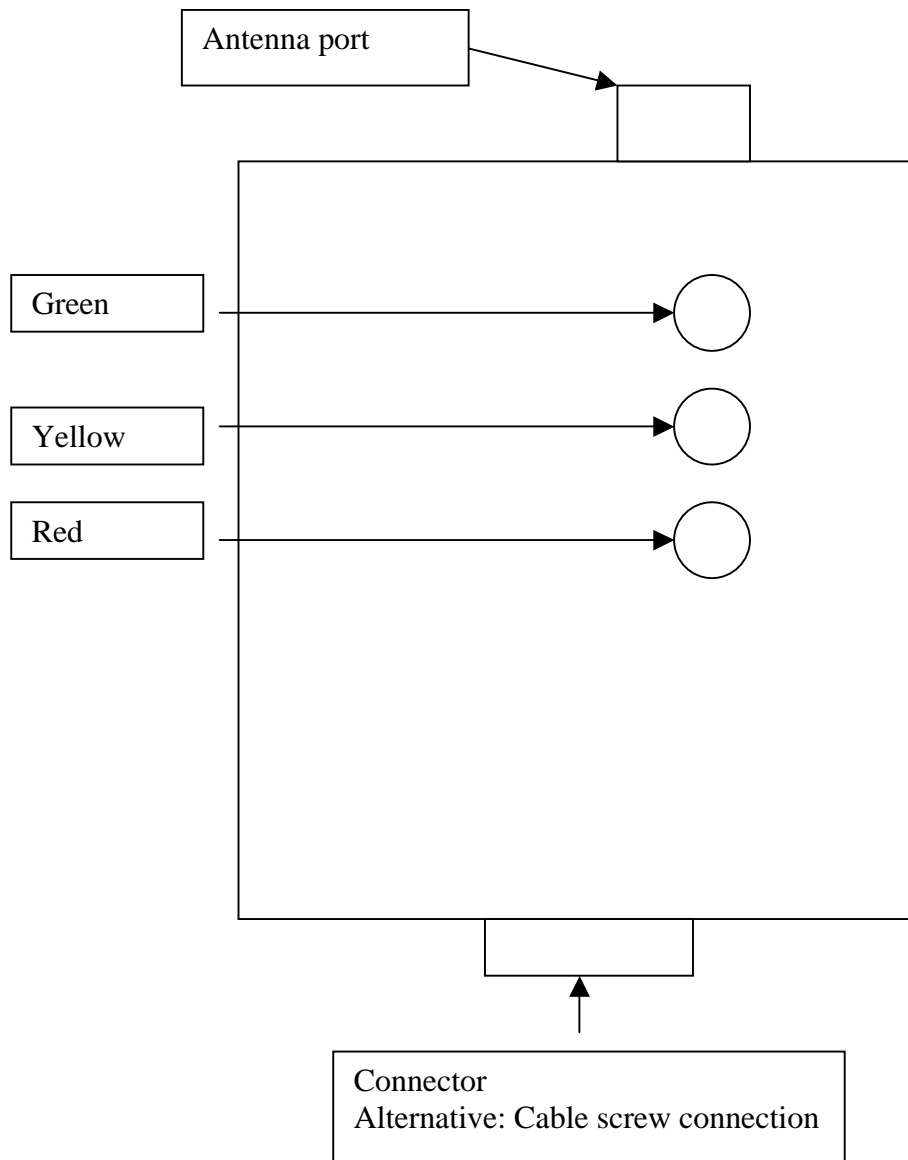 Antenna port
Green
Yellow
Red
Connector
Alternative: Cable screw connection